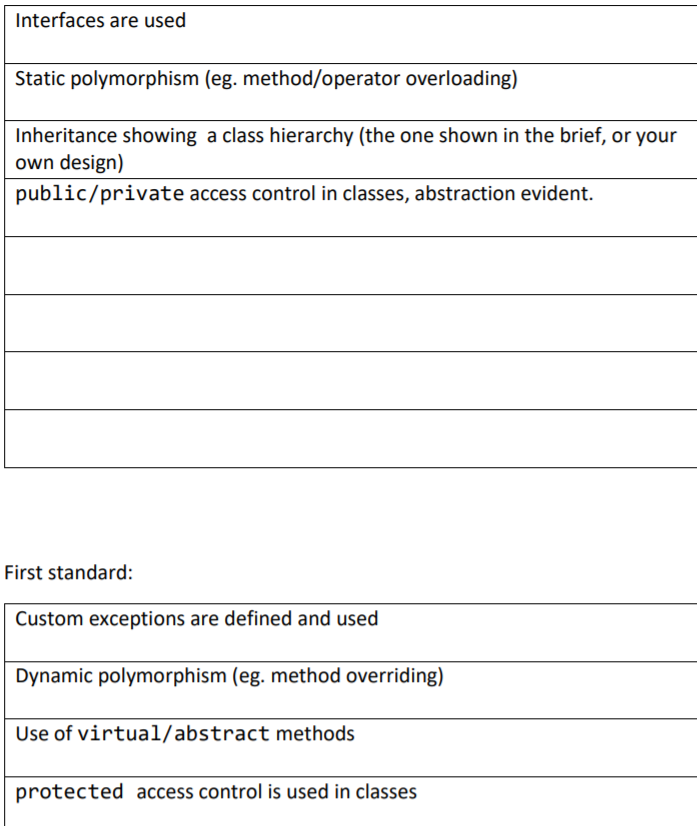 Interfaces are used
Static polymorphism (eg. method/operator overloading)
Inheritance showing  a class hierarchy (the one shown in the brief, or your
own design)
public/private access control in classes, abstraction evident.
First standard:
Custom exceptions are defined and used
Dynamic polymorphism (eg. method overriding)
Use of virtual/abstract methods
protected  access control is used in classes